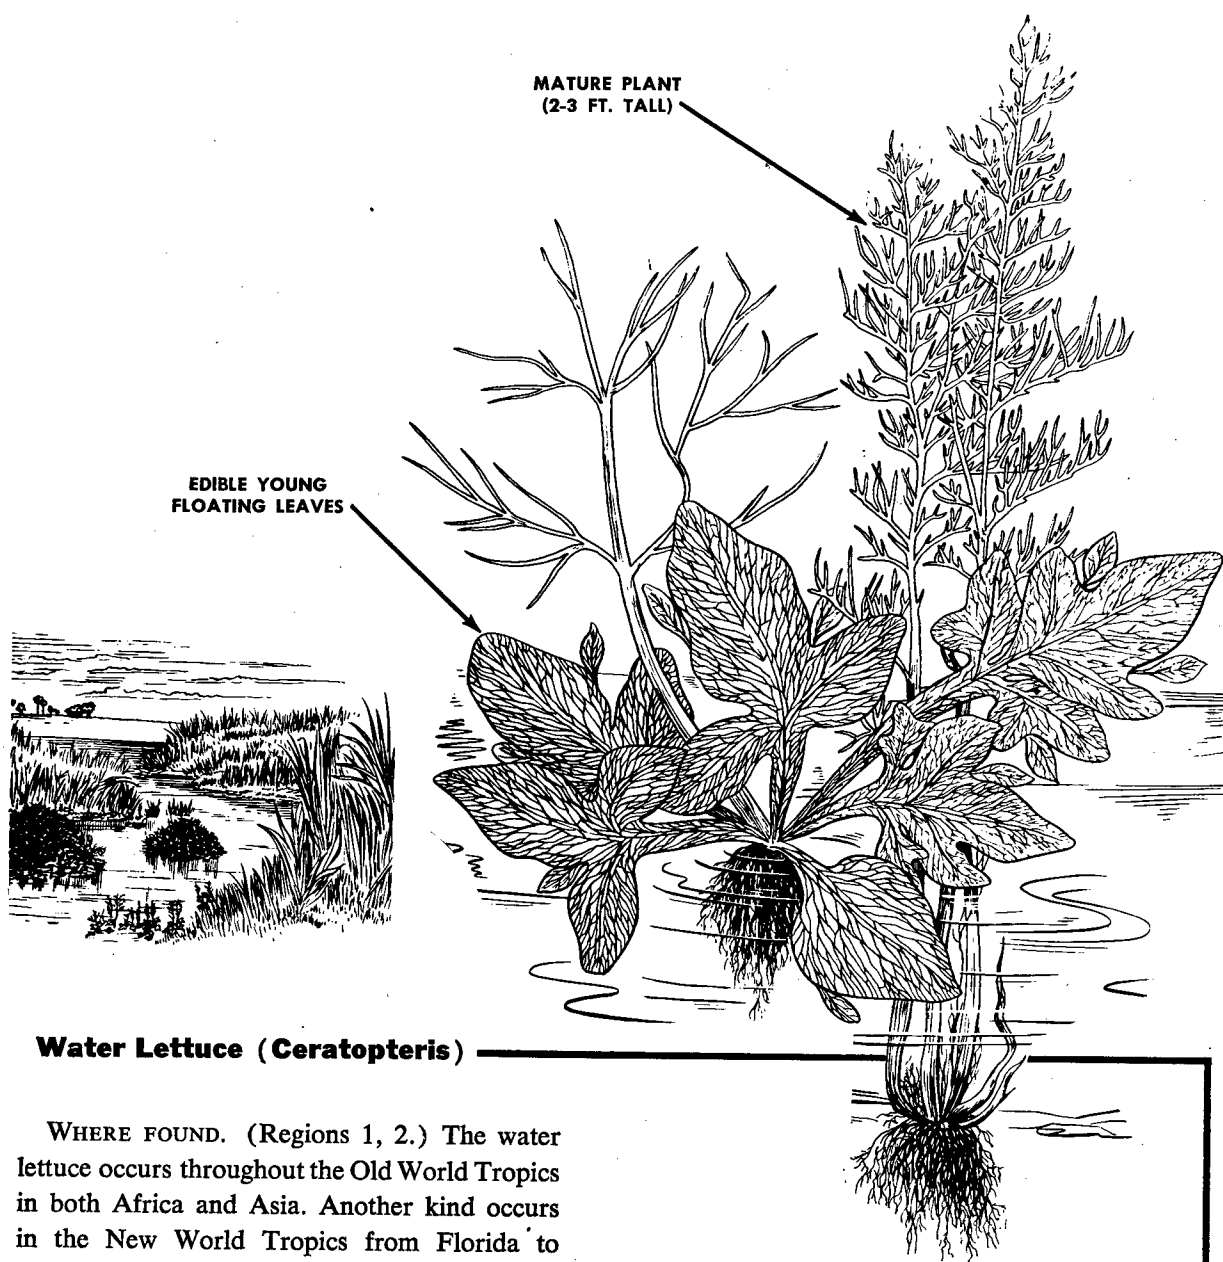 MATURE PLANT
(2-3 FT. TALL)
EDIBLE YOUNG
FLOATING LEAVES
Water Lettuce (Ceratopteris)
WHERE FOUND. (Regions 1, 2.) The water
lettuce occurs throughout the Old World Tropics
in both Africa and Asia. Another kind occurs
in the New World Tropics from Florida to